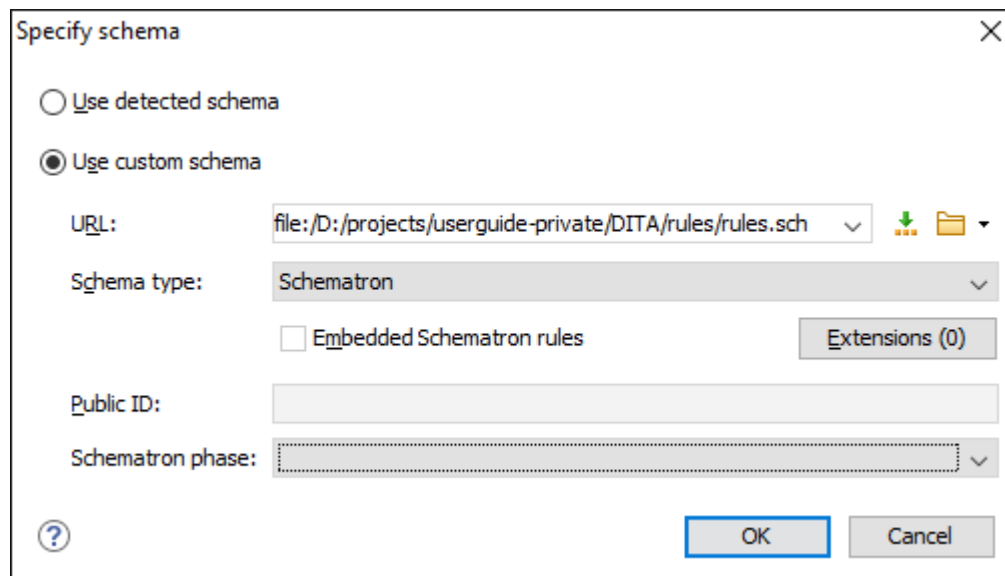 Specify schema
Use detected schema
Use custom schema
URL: file:/D:/projects/userguide-private/DITA/rules/rules.sch
Schema type: Schematron
Embedded Schematron rules Extensions (0)
Public ID:
Schematron phase:
? OK Cancel